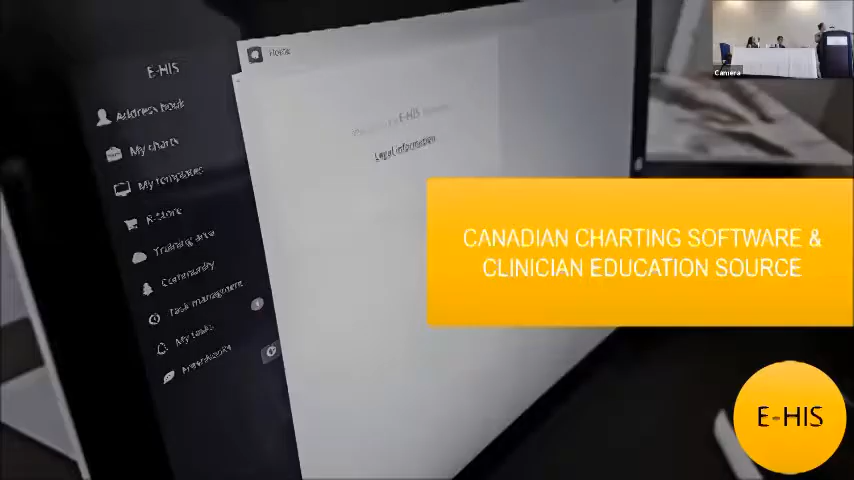 Home
E-HIS
Address book
My charts
My templates
E-Store
Training area
Community
Task management
My tasks
E-HIS
Legal information
CANADIAN CHARTING SOFTWARE &
CLINICIAN EDUCATION SOURCE
E-HIS
Camera